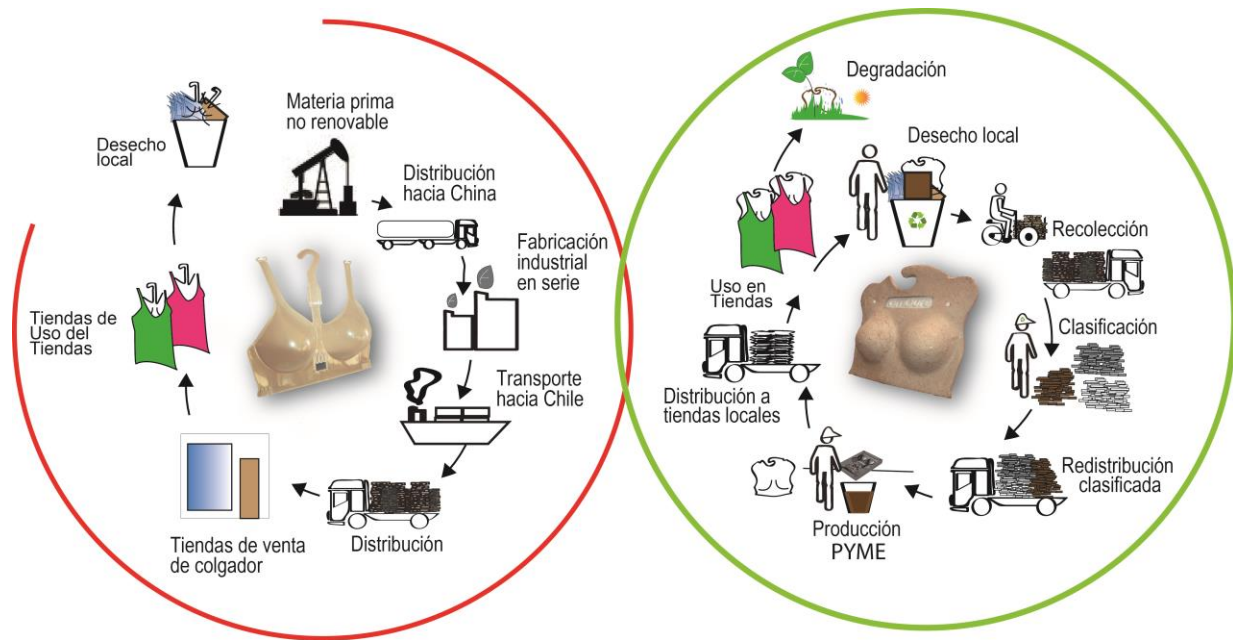 Materia prima
no renovable
Distribución
hacia China
Fabricación
industrial
en serie
Transporte
hacia Chile
Distribución
Tiendas de venta
de colgador
Tiendas de
Uso del
Tiendas
Desecho
local
Degradación
Desecho local
Recolección
Clasificación
Redistribución
clasificada
Producción
PYME
Distribución a
tiendas locales
Uso en
Tiendas